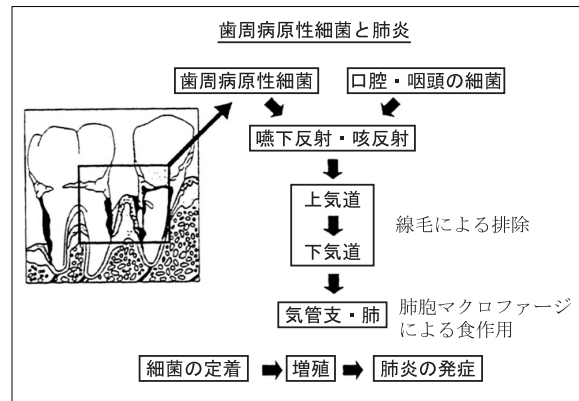 歯周病原性細菌と肺炎
歯周病原性細菌
口腔・咽頭の細菌
嚥下反射・咳反射
上気道
線毛による排除
下気道
気管支・肺
肺胞マクロファージ
による食作用
細菌の定着
増殖
肺炎の発症